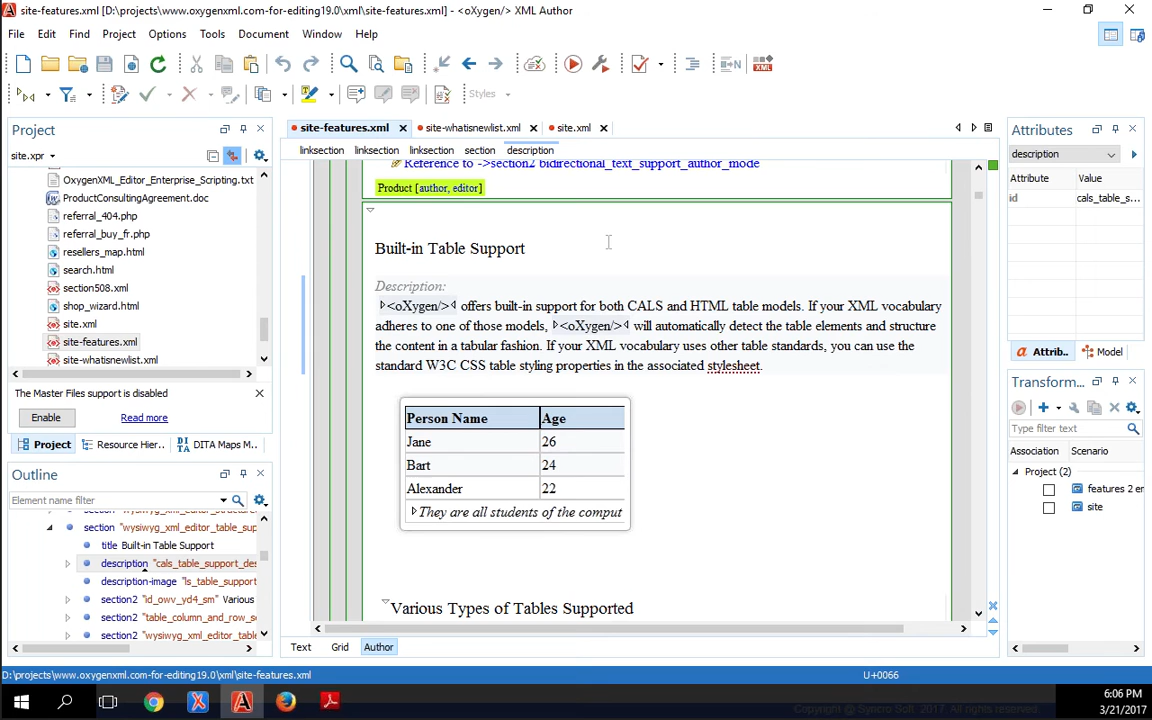 site-features.xml [D:\projects\www.oxygenxml.com-for-editing19.0\xml\site-features.xml] - <oXygen/> XML Author
File Edit Find Project Options Tools Document Window Help
Styles
Project
site.xpr
OxygenXML_Editor_Enterprise_Scripting.txt
ProductConsultingAgreement.doc
referral_404.php
referral_buy_fr.php
resellers_map.html
search.html
section508.xml
shop_wizard.html
site.xml
site-features.xml
site-whatisnewlist.xml
The Master Files support is disabled
Enable Read more
Project Resource Hier... DITA Maps M...
Outline
Element name filter
section "wysiwyg_xml_editor_table_sup
title Built-in Table Support
description "cals_table_support_des
description-image "ls_table_support
section2 "id_owv_yd4_sm" Various
section2 "table_column_and_row_se
section2 "wysiwyg_xml_editor_table
site-features.xml site-whatisnewlist.xml site.xml
linksection linksection linksection section description
Reference to ->section2 bidirectional_text_support_author_mode
Product [author, editor]
Built-in Table Support
Description:
<oXygen/> offers built-in support for both CALS and HTML table models. If your XML vocabulary
adheres to one of those models, <oXygen/> will automatically detect the table elements and structure
the content in a tabular fashion. If your XML vocabulary uses other table standards, you can use the
standard W3C CSS table styling properties in the associated stylesheet.
Person Name Age
Jane 26
Bart 24
Alexander 22
They are all students of the comput
Various Types of Tables Supported
Text Grid Author
Attributes
description
Attribute Value
id cals_table_s...
Attrib.. Model
Transform...
Type filter text
Association Scenario
Project (2)
features 2 en
site
D:\projects\www.oxygenxml.com-for-editing19.0\xml\site-features.xml U+0066
6:06 PM
3/21/2017
Copyright @ Syncro Soft. All rights reserved.